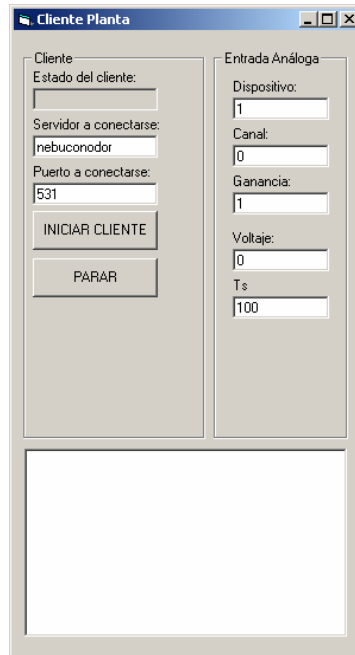 Cliente Planta
Cliente
Estado del cliente:
Servidor a conectarse:
nebuconodor
Puerto a conectarse:
531
INICIAR CLIENTE
PARAR
Entrada Análoga
Dispositivo:
1
Canal:
0
Ganancia:
1
Voltaje:
0
Ts
100